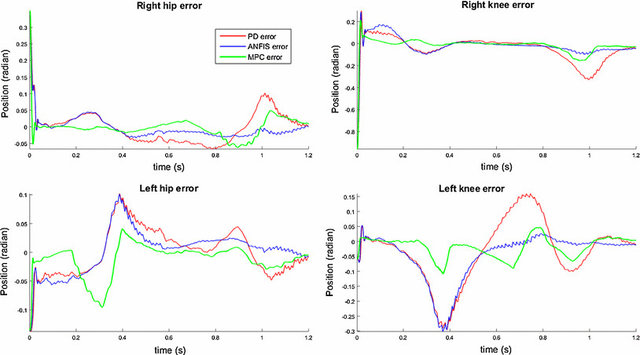 Right hip error
PD error
ANFIS error
MPC error
Position (radian)
0.35
0.3
0.25
0.2
0.15
0.1
0.05
0
-0.05
0 0.2 0.4 0.6 0.8 1 1.2
time (s)
Right knee error
Position (radian)
0.2
0
-0.2
-0.4
-0.6
-0.8
0 0.2 0.4 0.6 0.8 1 1.2
time (s)
Left hip error
Position (radian)
0.1
0.05
0
-0.05
-0.1
0 0.2 0.4 0.6 0.8 1 1.2
time (s)
Left knee error
Position (radian)
0.15
0.1
0.05
0
-0.05
-0.1
-0.15
-0.2
-0.25
-0.3
0 0.2 0.4 0.6 0.8 1 1.2
time (s)